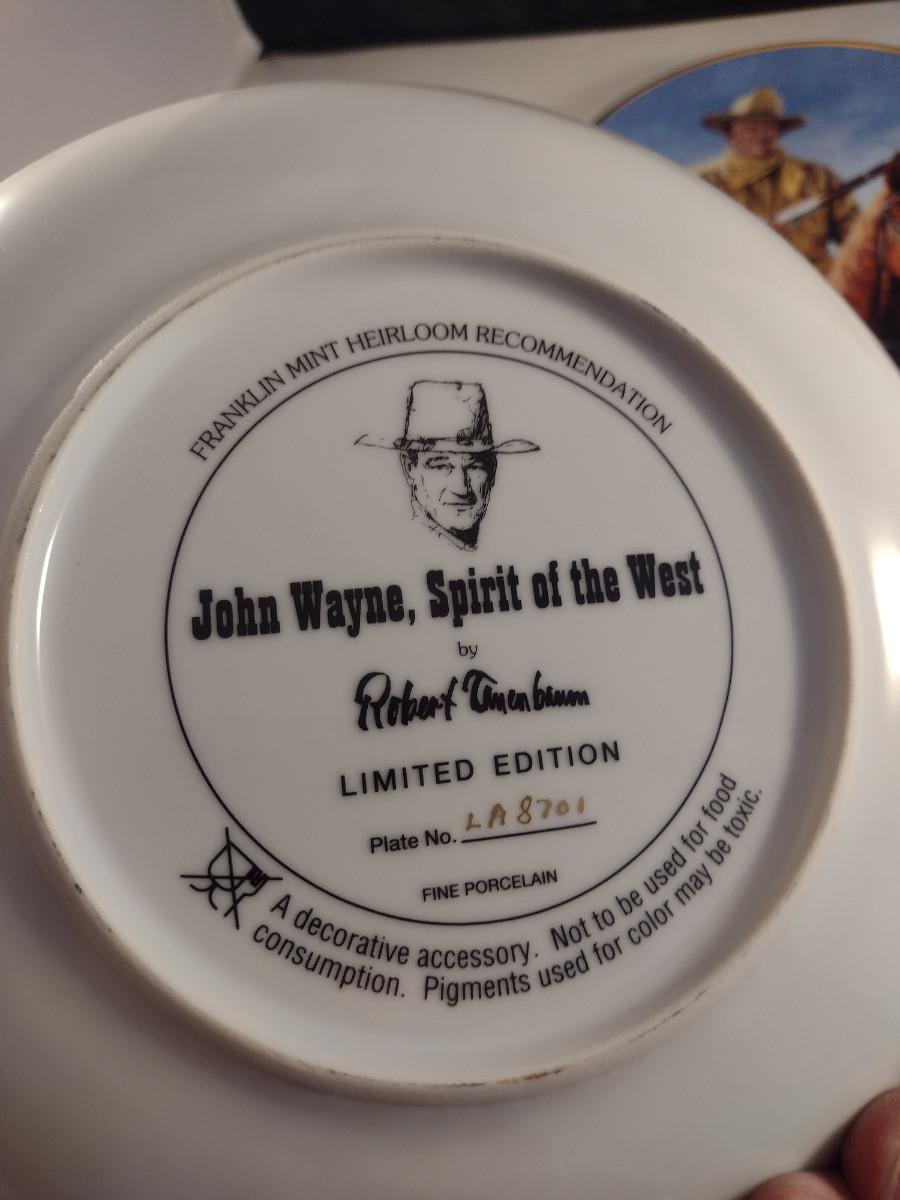 FRANKLIN MINT HEIRLOOM RECOMMENDATION
John Wayne, Spirit of the West
by
Robert Tanenbaum
LIMITED EDITION
Plate No. LA8701
FINE PORCELAIN
A decorative accessory. Not to be used for food
consumption. Pigments used for color may be toxic.